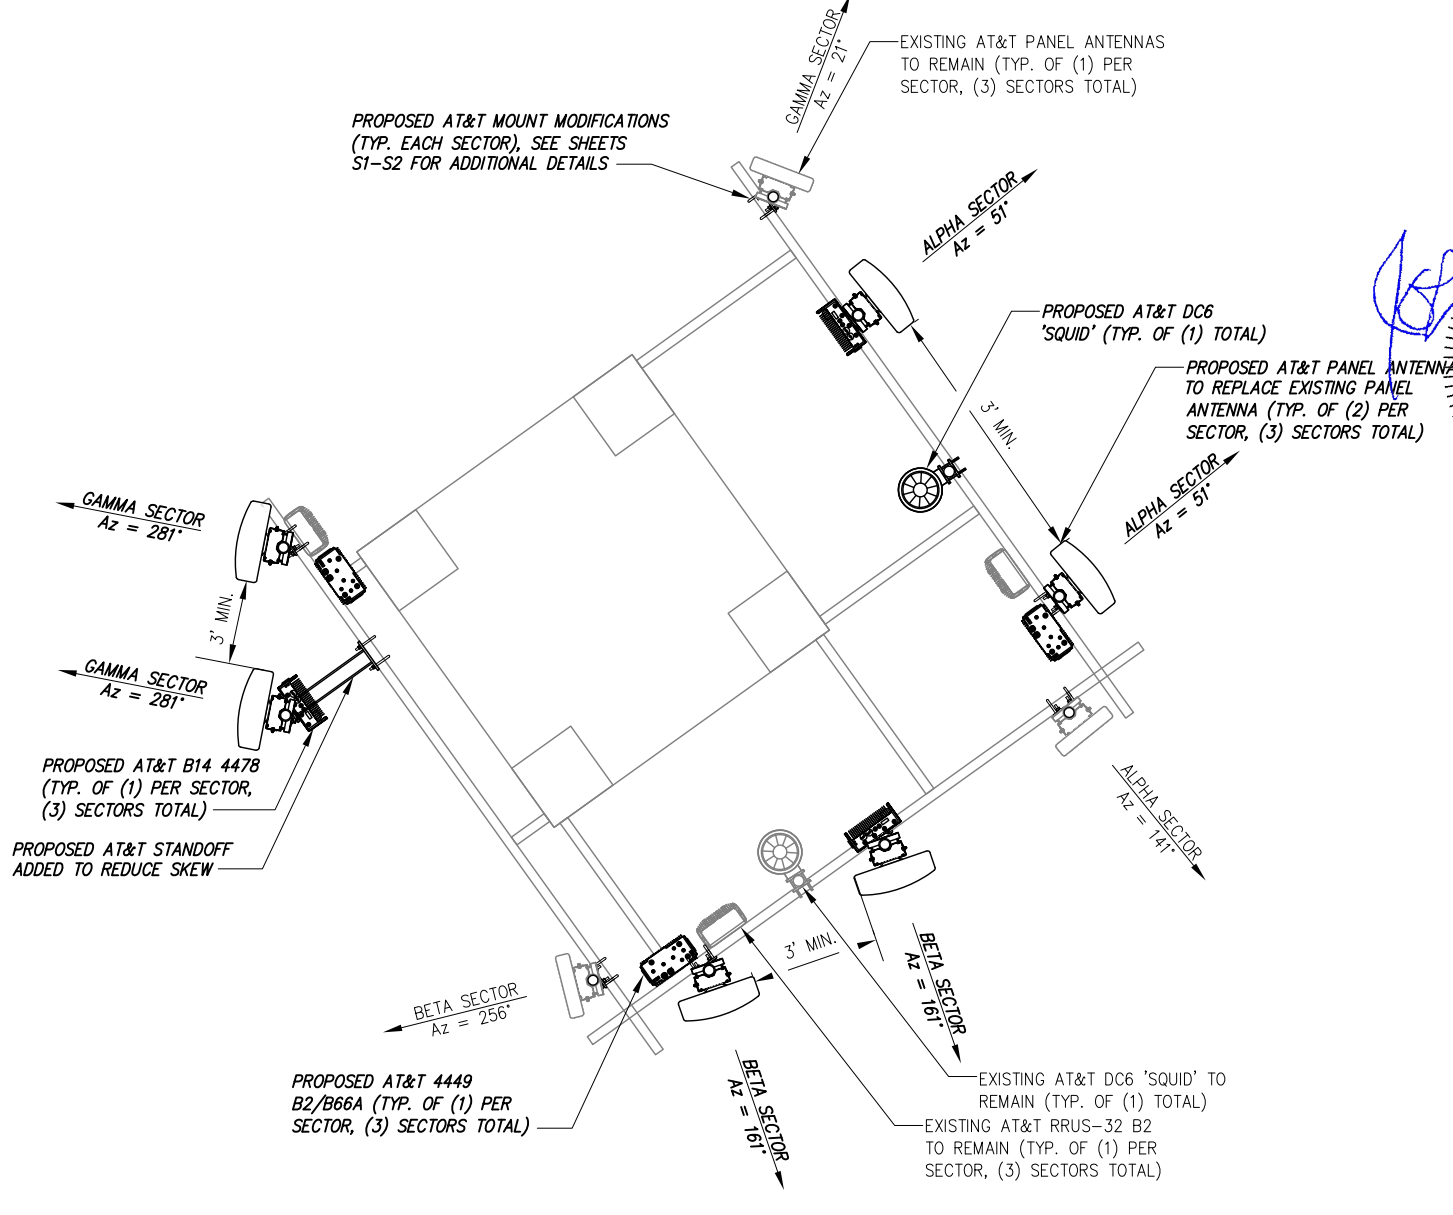 GAMMA SECTOR
Az = 21°
EXISTING AT&T PANEL ANTENNAS
TO REMAIN (TYP. OF (1) PER
SECTOR, (3) SECTORS TOTAL)
PROPOSED AT&T MOUNT MODIFICATIONS
(TYP. EACH SECTOR), SEE SHEETS
S1-S2 FOR ADDITIONAL DETAILS
ALPHA SECTOR
Az = 51°
PROPOSED AT&T DC6
'SQUID' (TYP. OF (1) TOTAL)
PROPOSED AT&T PANEL ANTENNA
TO REPLACE EXISTING PANEL
ANTENNA (TYP. OF (2) PER
SECTOR, (3) SECTORS TOTAL)
3' MIN.
ALPHA SECTOR
Az = 51°
GAMMA SECTOR
Az = 281°
3' MIN.
GAMMA SECTOR
Az = 281°
PROPOSED AT&T B14 4478
(TYP. OF (1) PER SECTOR,
(3) SECTORS TOTAL)
PROPOSED AT&T STANDOFF
ADDED TO REDUCE SKEW
ALPHA SECTOR
Az = 141°
3' MIN.
BETA SECTOR
Az = 161°
BETA SECTOR
Az = 256°
BETA SECTOR
Az = 161°
PROPOSED AT&T 4449
B2/B66A (TYP. OF (1) PER
SECTOR, (3) SECTORS TOTAL)
EXISTING AT&T DC6 'SQUID' TO
REMAIN (TYP. OF (1) TOTAL)
EXISTING AT&T RRUS-32 B2
TO REMAIN (TYP. OF (1) PER
SECTOR, (3) SECTORS TOTAL)